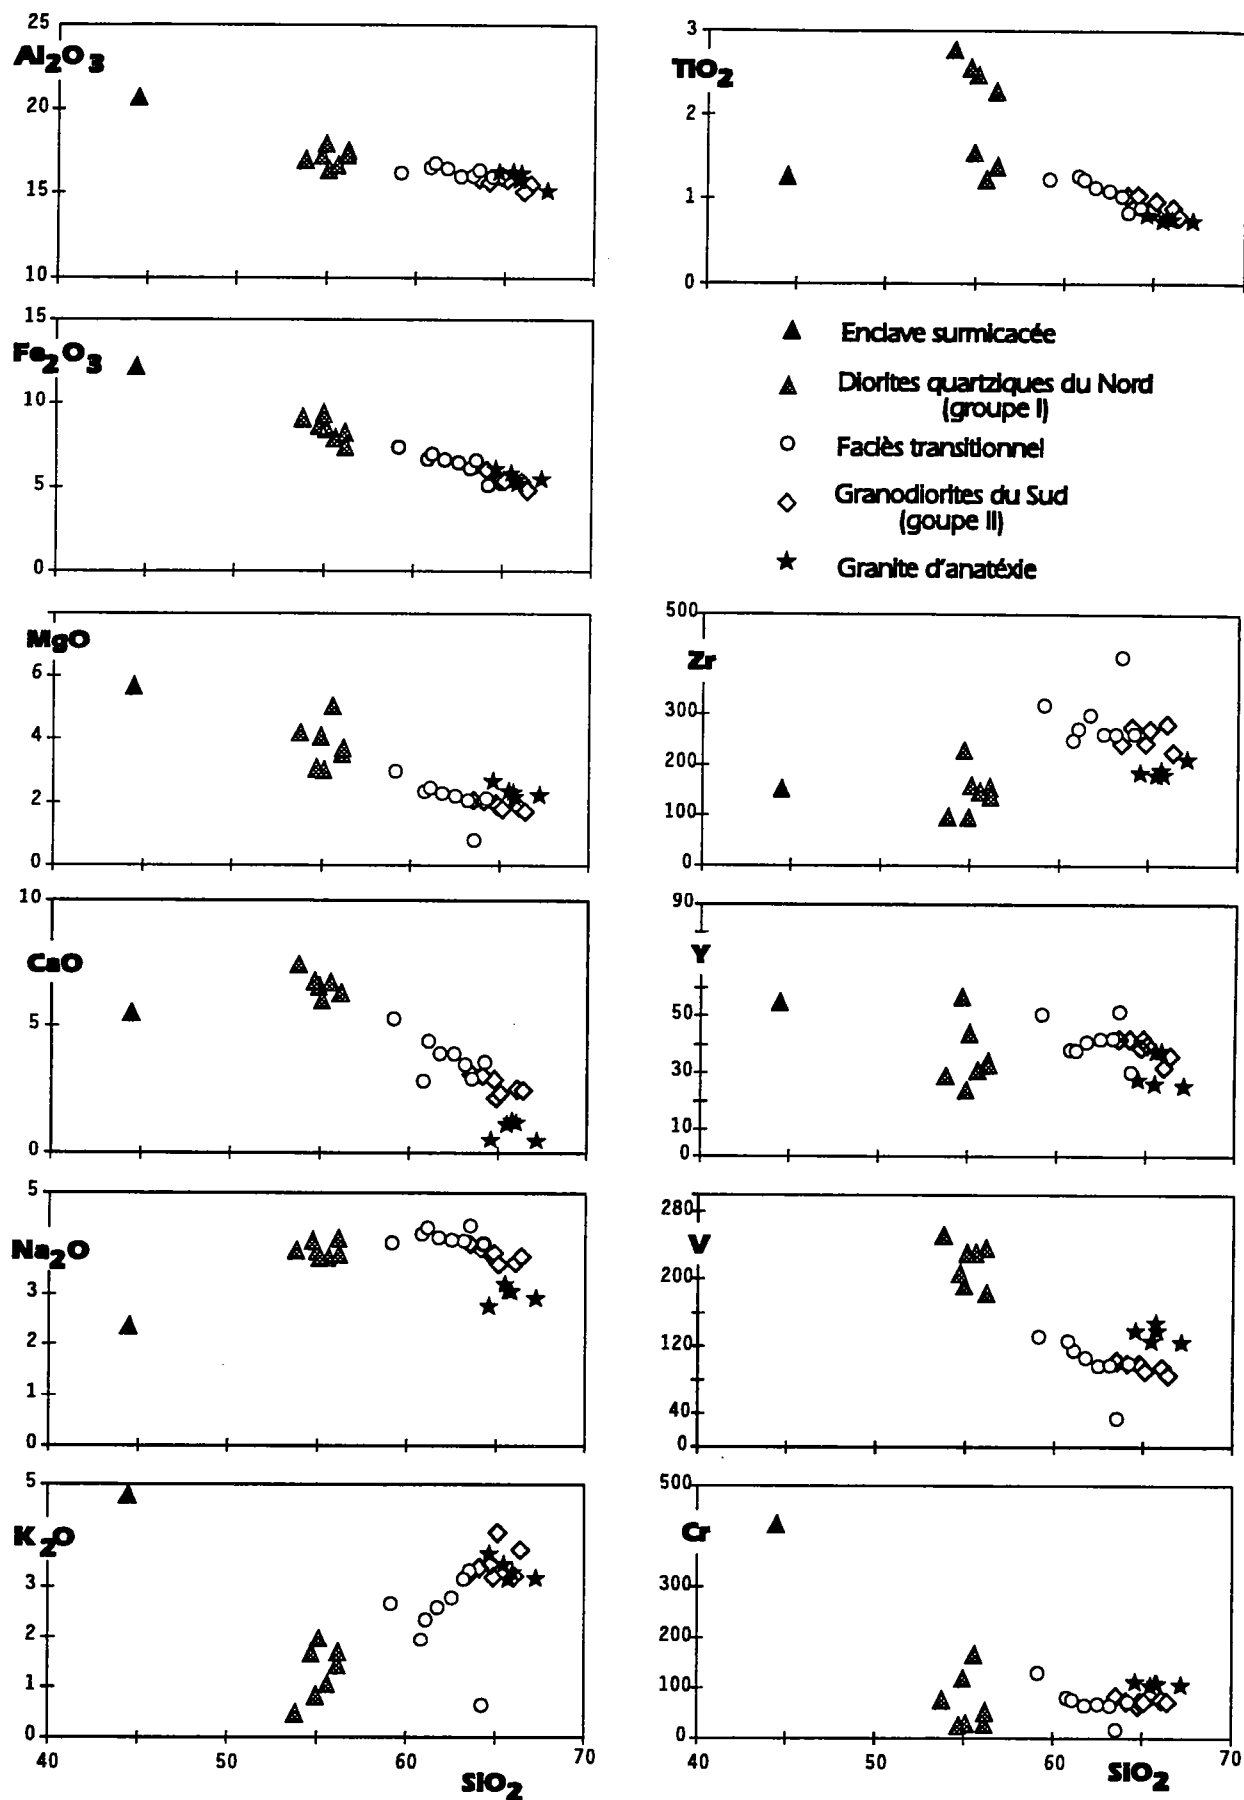 25
Al2O3
20
15
10
3
TiO2
2
1
0
15
Fe2O3
10
5
0
Enclave surmicacée
Diorites quartziques du Nord
(groupe I)
Faciès transitionnel
Granodiorites du Sud
(goupe II)
Granite d'anatéxie
MgO
6
4
2
0
500
Zr
300
200
100
0
10
CaO
5
0
90
Y
50
30
10
0
5
Na2O
3
2
1
0
280
V
200
120
40
0
5
K2O
3
2
1
0
40 50 60 70
SiO2
500
Cr
300
200
100
0
40 50 60 70
SiO2